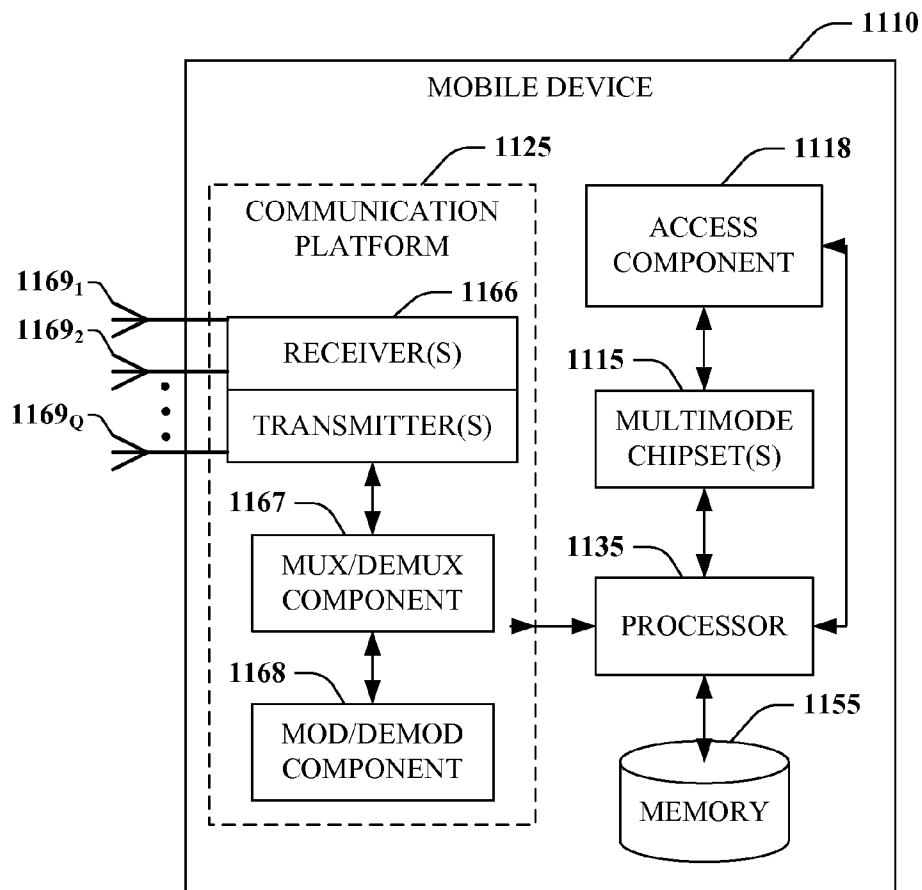 1110
MOBILE DEVICE
1125
COMMUNICATION
PLATFORM
1118
ACCESS
COMPONENT
1169₁
1166
1169₂
RECEIVER(S)
1115
1169Q
TRANSMITTER(S)
MULTIMODE
CHIPSET(S)
1167
1135
MUX/DEMUX
COMPONENT
PROCESSOR
1168
1155
MOD/DEMOD
COMPONENT
MEMORY